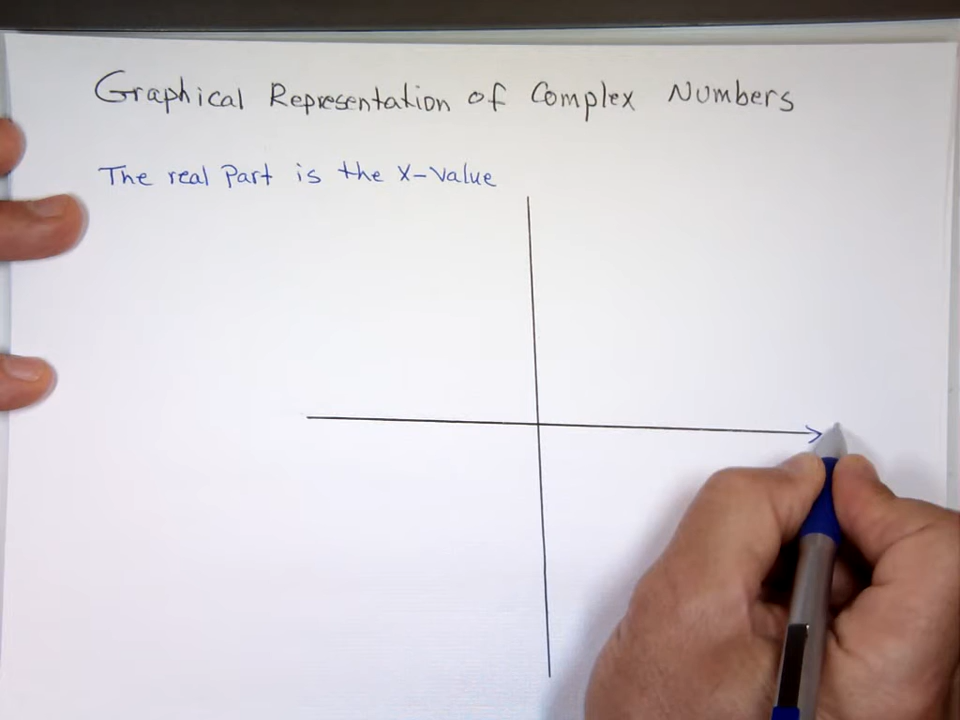 Graphical Representation of Complex Numbers
The real Part is the X-Value